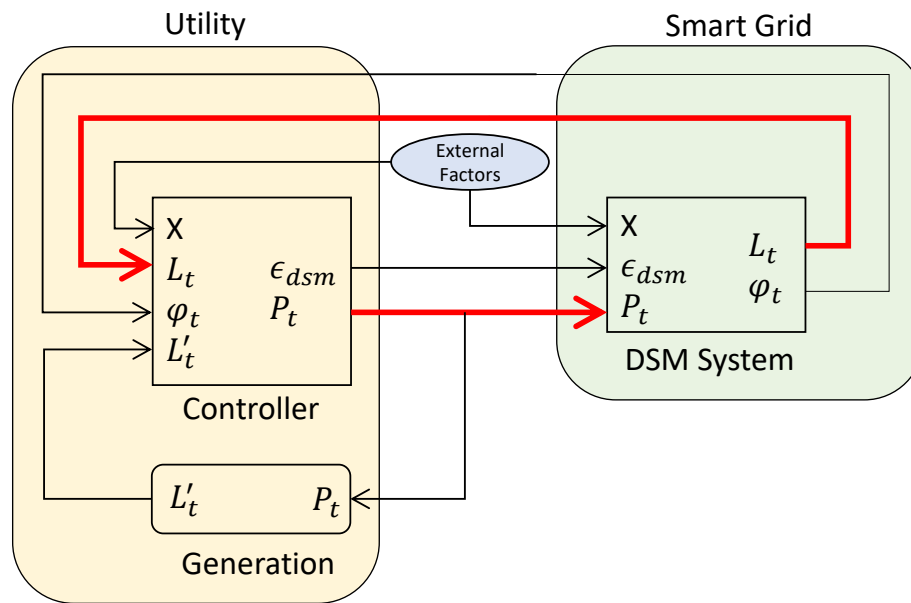 Utility
Smart Grid
External
Factors
X
L_t
φ_t
L'_t
ϵ_dsm
P_t
Controller
X
ϵ_dsm
P_t
L_t
φ_t
DSM System
L'_t
P_t
Generation